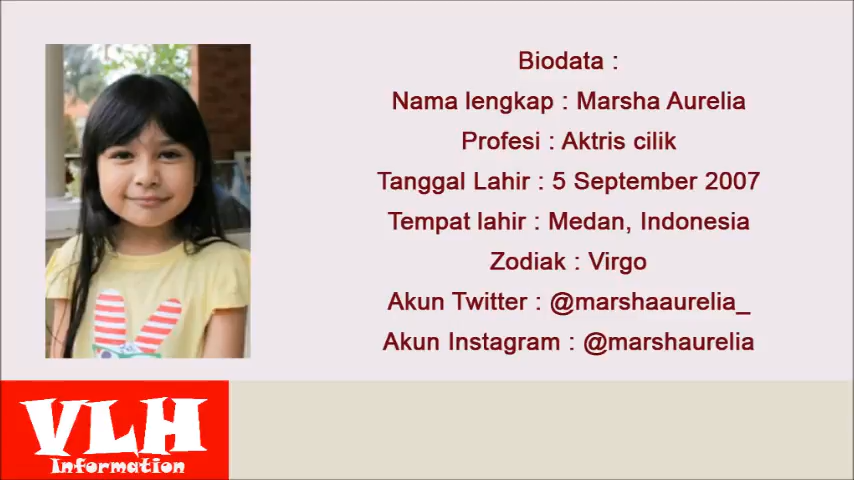 Biodata :
Nama lengkap : Marsha Aurelia
Profesi : Aktris cilik
Tanggal Lahir : 5 September 2007
Tempat lahir : Medan, Indonesia
Zodiak : Virgo
Akun Twitter : @marshaaurelia_
Akun Instagram : @marshaurelia
VLH
Information